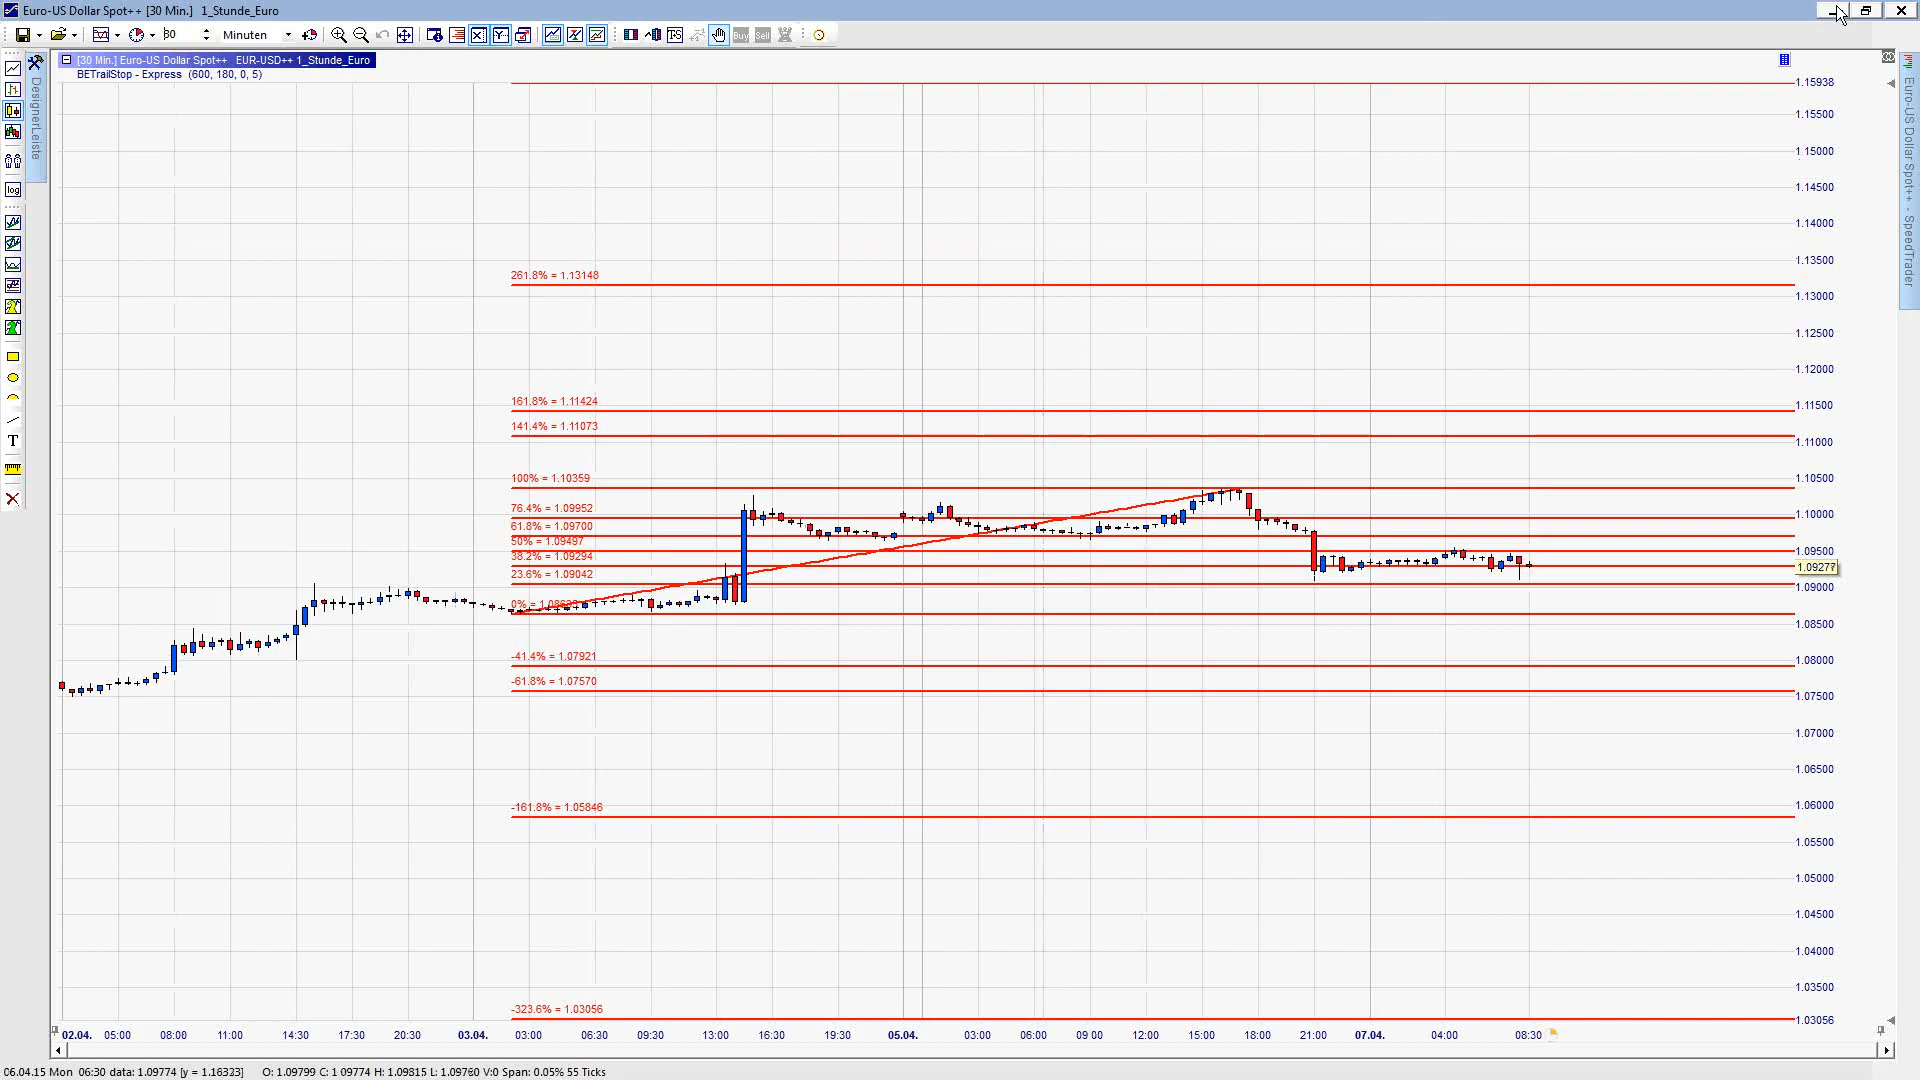 Euro-US Dollar Spot++ [30 Min.] 1_Stunde_Euro
30 Minuten Buy Sell
[30 Min.] Euro-US Dollar Spot++ EUR-USD++ 1_Stunde_Euro
BETrailStop - Express (600, 180, 0, 5)
DesignerLeiste
Euro-US Dollar Spot++ - SpeedTrader
log
T
1.15938
1.15500
1.15000
1.14500
1.14000
1.13500
261.8% = 1.13148
1.13000
1.12500
1.12000
161.8% = 1.11424
1.11500
141.4% = 1.11073
1.11000
100% = 1.10359
1.10500
76.4% = 1.09952
1.10000
61.8% = 1.09700
50% = 1.09497
1.09500
38.2% = 1.09294
1.09277
23.6% = 1.09042
1.09000
1.08500
-41.4% = 1.07921
1.08000
-61.8% = 1.07570
1.07500
1.07000
1.06500
-161.8% = 1.05846
1.06000
1.05500
1.05000
1.04500
1.04000
1.03500
-323.6% = 1.03056
1.03056
02.04. 05:00 08:00 11:00 14:30 17:30 20:30 03.04. 03:00 06:30 09:30 13:00 16:30 19:30 05.04. 03:00 06:00 09:00 12:00 15:00 18:00 21:00 07.04. 04:00 08:30
06.04.15 Mon 06:30 data: 1.09774 [y = 1.16333] O: 1.09799 C: 1.09774 H: 1.09815 L: 1.09760 V:0 Span: 0.05% 55 Ticks